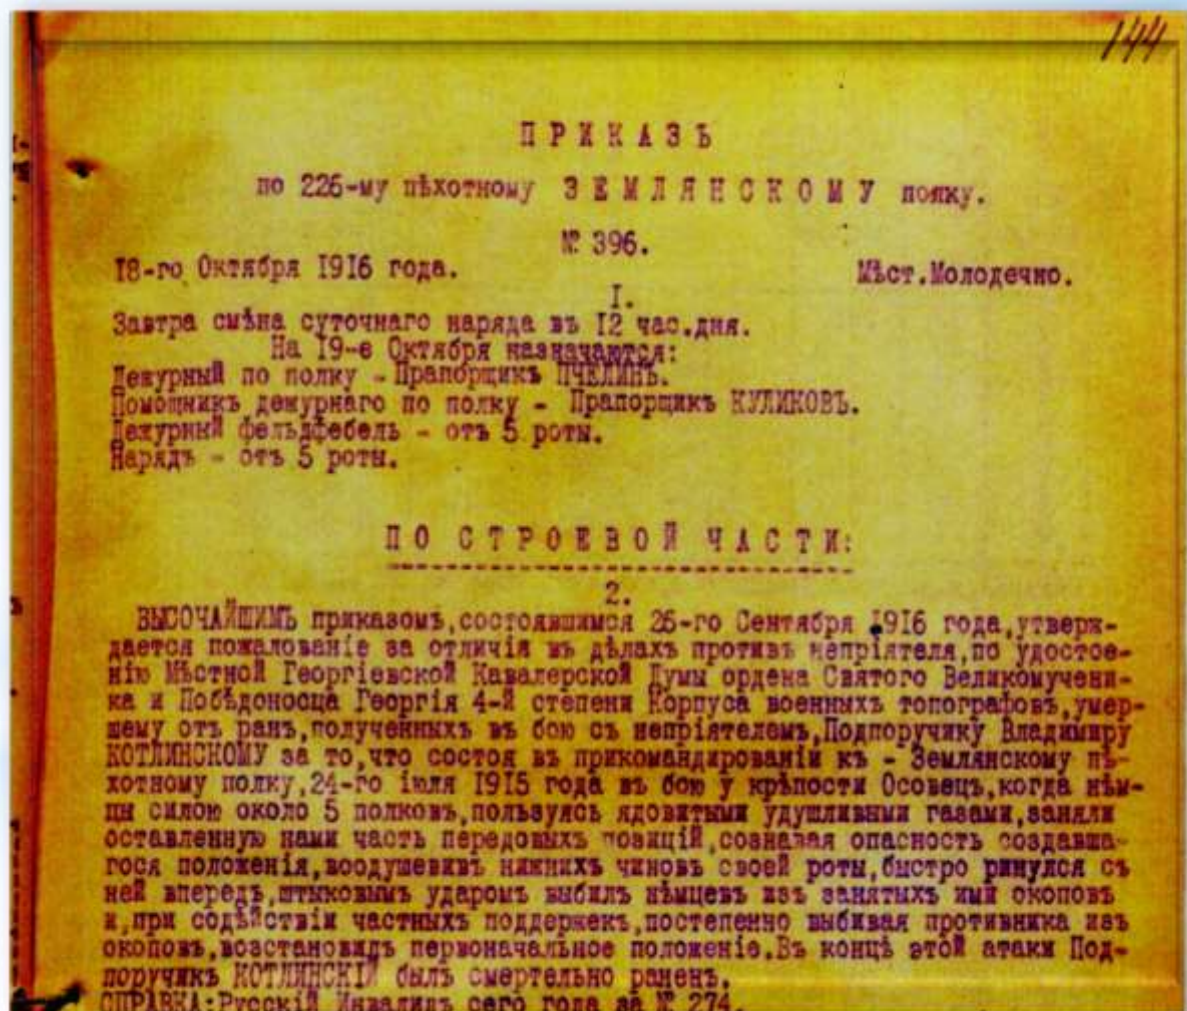 144
ПРИКАЗЪ
по 226-му пѣхотному ЗЕМЛЯНСКОМУ полку.
№ 396.
18-го Октября 1916 года. Мѣст.Молодечно.
I.
Завтра смѣна суточнаго наряда въ 12 час.дня.
На 19-е Октября назначаются:
Дежурный по полку - Прапорщикъ ПЧЕЛИНЪ.
Помощникъ дежурнаго по полку - Прапорщикъ КУЛИКОВЪ.
Дежурный фельдфебель - отъ 5 роты.
Нарядъ - отъ 5 роты.
ПО СТРОЕВОЙ ЧАСТИ:
2.
ВЫСОЧАЙШИМЪ приказомъ,состоявшимся 26-го Сентября 1916 года,утверж-
дается пожалованіе за отличія въ дѣлахъ противъ непріятеля,по удостое-
нію Мѣстной Георгіевской Кавалерской Думы ордена Святого Великомучени-
ка и Побѣдоносца Георгія 4-й степени Корпуса военныхъ топографовъ,умер-
шему отъ ранъ,полученныхъ въ бою съ непріятелемъ,Подпоручику Владиміру
КОТЛИНСКОМУ за то,что состоя въ прикомандированіи къ - Землянскому пѣ-
хотному полку,24-го іюля 1915 года въ бою у крѣпости Осовецъ,когда нѣм-
цы силою около 5 полковъ,пользуясь ядовитыми удушливыми газами,заняли
оставленную нами часть передовыхъ позицій,сознавая опасность создавша-
гося положенія,воодушевивъ нижнихъ чиновъ своей роты,быстро ринулся съ
ней впередъ,штыковымъ ударомъ выбилъ нѣмцевъ изъ занятыхъ ими окоповъ
и,при содѣйствіи частныхъ поддержекъ,постепенно выбивая противника изъ
окоповъ,возстановилъ первоначальное положеніе.Въ концѣ этой атаки Под-
поручикъ КОТЛИНСКІЙ былъ смертельно раненъ.
СПРАВКА:Русскій Инвалидъ сего года за № 274.